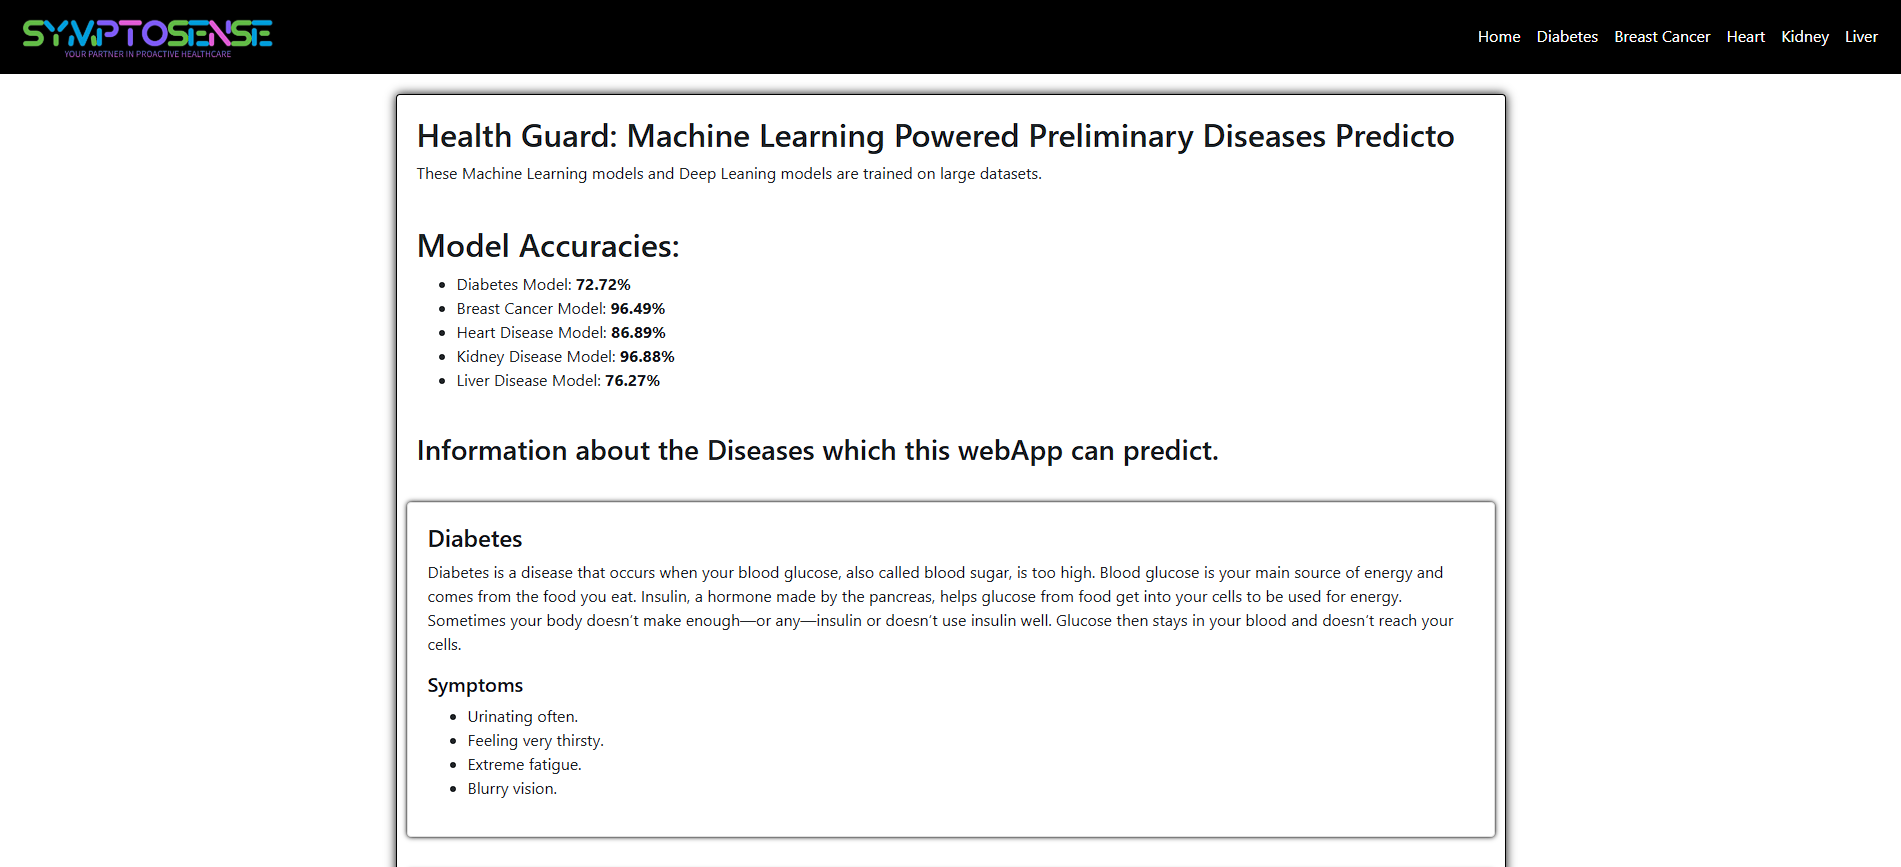 SYMPTOSENSE
YOUR PARTNER IN PROACTIVE HEALTHCARE
Home Diabetes Breast Cancer Heart Kidney Liver
Health Guard: Machine Learning Powered Preliminary Diseases Predicto
These Machine Learning models and Deep Leaning models are trained on large datasets.
Model Accuracies:
Diabetes Model: 72.72%
Breast Cancer Model: 96.49%
Heart Disease Model: 86.89%
Kidney Disease Model: 96.88%
Liver Disease Model: 76.27%
Information about the Diseases which this webApp can predict.
Diabetes
Diabetes is a disease that occurs when your blood glucose, also called blood sugar, is too high. Blood glucose is your main source of energy and
comes from the food you eat. Insulin, a hormone made by the pancreas, helps glucose from food get into your cells to be used for energy.
Sometimes your body doesn’t make enough—or any—insulin or doesn’t use insulin well. Glucose then stays in your blood and doesn’t reach your
cells.
Symptoms
Urinating often.
Feeling very thirsty.
Extreme fatigue.
Blurry vision.